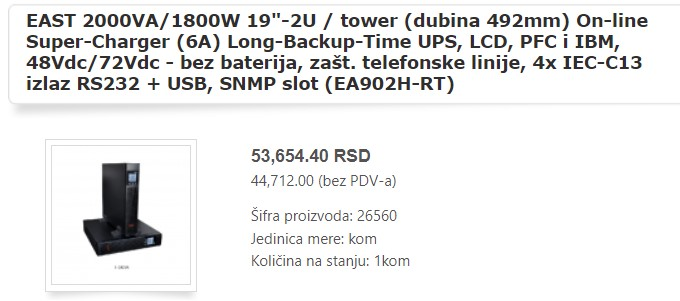 EAST 2000VA/1800W 19"-2U / tower (dubina 492mm) On-line
Super-Charger (6A) Long-Backup-Time UPS, LCD, PFC i IBM,
48Vdc/72Vdc - bez baterija, zašt. telefonske linije, 4x IEC-C13
izlaz RS232 + USB, SNMP slot (EA902H-RT)
53,654.40 RSD
44,712.00 (bez PDV-a)
Šifra proizvoda: 26560
Jedinica mere: kom
Količina na stanju: 1kom